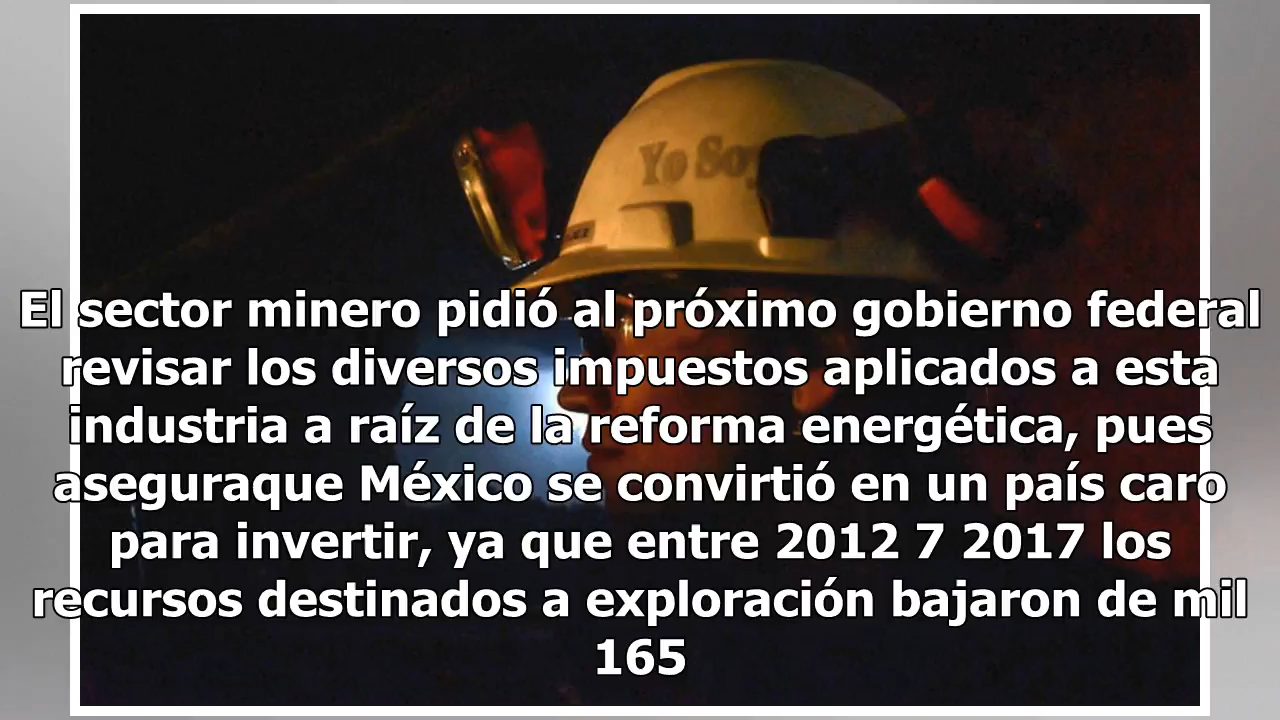 Yo Soy
El sector minero pidió al próximo gobierno federal
revisar los diversos impuestos aplicados a esta
industria a raíz de la reforma energética, pues
aseguraque México se convirtió en un país caro
para invertir, ya que entre 2012 7 2017 los
recursos destinados a exploración bajaron de mil
165